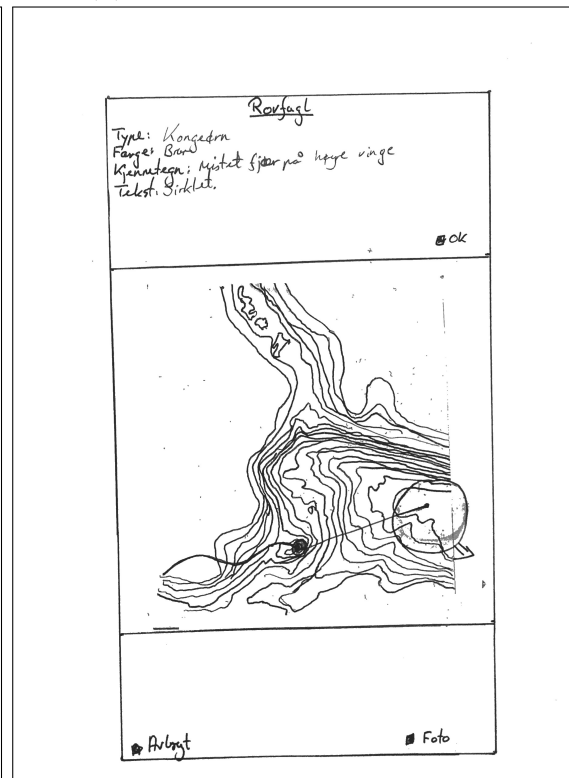 Rovfugl
Type: Kongeørn
Farge: Brun
Kjennetegn: Mistet fjær på høyre vinge
Tekst: Sirklet.
OK
Avbryt Foto